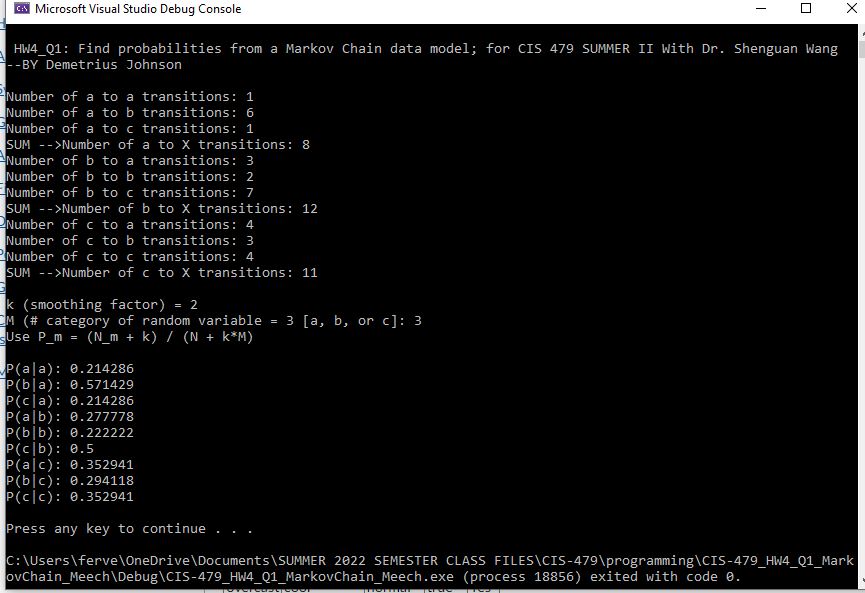 Microsoft Visual Studio Debug Console
HW4_Q1: Find probabilities from a Markov Chain data model; for CIS 479 SUMMER II With Dr. Shenguan Wang
--BY Demetrius Johnson
Number of a to a transitions: 1
Number of a to b transitions: 6
Number of a to c transitions: 1
SUM -->Number of a to X transitions: 8
Number of b to a transitions: 3
Number of b to b transitions: 2
Number of b to c transitions: 7
SUM -->Number of b to X transitions: 12
Number of c to a transitions: 4
Number of c to b transitions: 3
Number of c to c transitions: 4
SUM -->Number of c to X transitions: 11
k (smoothing factor) = 2
M (# category of random variable = 3 [a, b, or c]: 3
Use P_m = (N_m + k) / (N + k*M)
P(a|a): 0.214286
P(b|a): 0.571429
P(c|a): 0.214286
P(a|b): 0.277778
P(b|b): 0.222222
P(c|b): 0.5
P(a|c): 0.352941
P(b|c): 0.294118
P(c|c): 0.352941
Press any key to continue . . .
C:\Users\ferve\OneDrive\Documents\SUMMER 2022 SEMESTER CLASS FILES\CIS-479\programming\CIS-479_HW4_Q1_Mark
ovChain_Meech\Debug\CIS-479_HW4_Q1_MarkovChain_Meech.exe (process 18856) exited with code 0.